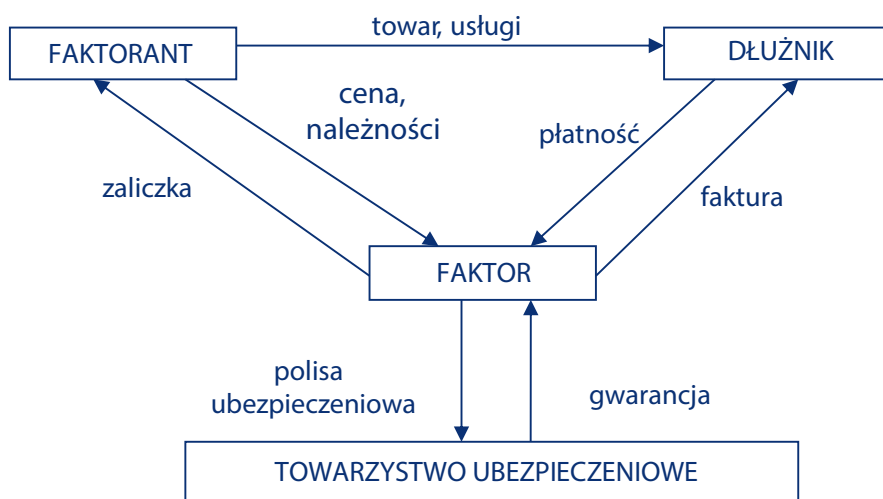 towar, usługi
FAKTORANT
DŁUŻNIK
cena,
należności
płatność
zaliczka
faktura
FAKTOR
polisa
ubezpieczeniowa
gwarancja
TOWARZYSTWO UBEZPIECZENIOWE